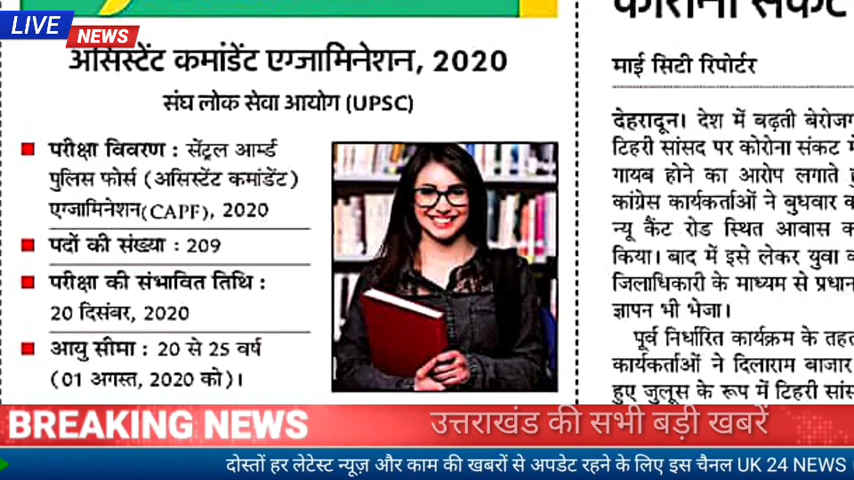 LIVE
NEWS
असिस्टेंट कमांडेंट एग्जामिनेशन, 2020
संघ लोक सेवा आयोग (UPSC)
परीक्षा विवरण : सेंट्रल आर्म्ड
पुलिस फोर्स (असिस्टेंट कमांडेंट)
एग्जामिनेशन(CAPF), 2020
पदों की संख्या : 209
परीक्षा की संभावित तिथि :
20 दिसंबर, 2020
आयु सीमा : 20 से 25 वर्ष
(01 अगस्त, 2020 को)।
कोरोना संकट
माई सिटी रिपोर्टर
देहरादून। देश में बढ़ती
टिहरी सांसद पर कोरोना संकट
गायब होने का आरोप लगाते
कांग्रेस कार्यकर्ताओं ने बुधवार
न्यू कैंट रोड स्थित आवास
किया। बाद में इसे लेकर युवा
जिलाधिकारी के माध्यम से प्रधान
ज्ञापन भी भेजा।
पूर्व निर्धारित कार्यक्रम के तहत
कार्यकर्ताओं ने दिलाराम बाजार
हुए जुलूस के रूप में टिहरी
BREAKING NEWS
उत्तराखंड की सभी बड़ी खबरें
दोस्तों हर लेटेस्ट न्यूज़ और काम की खबरों से अपडेट रहने के लिए इस चैनल UK 24 NEWS